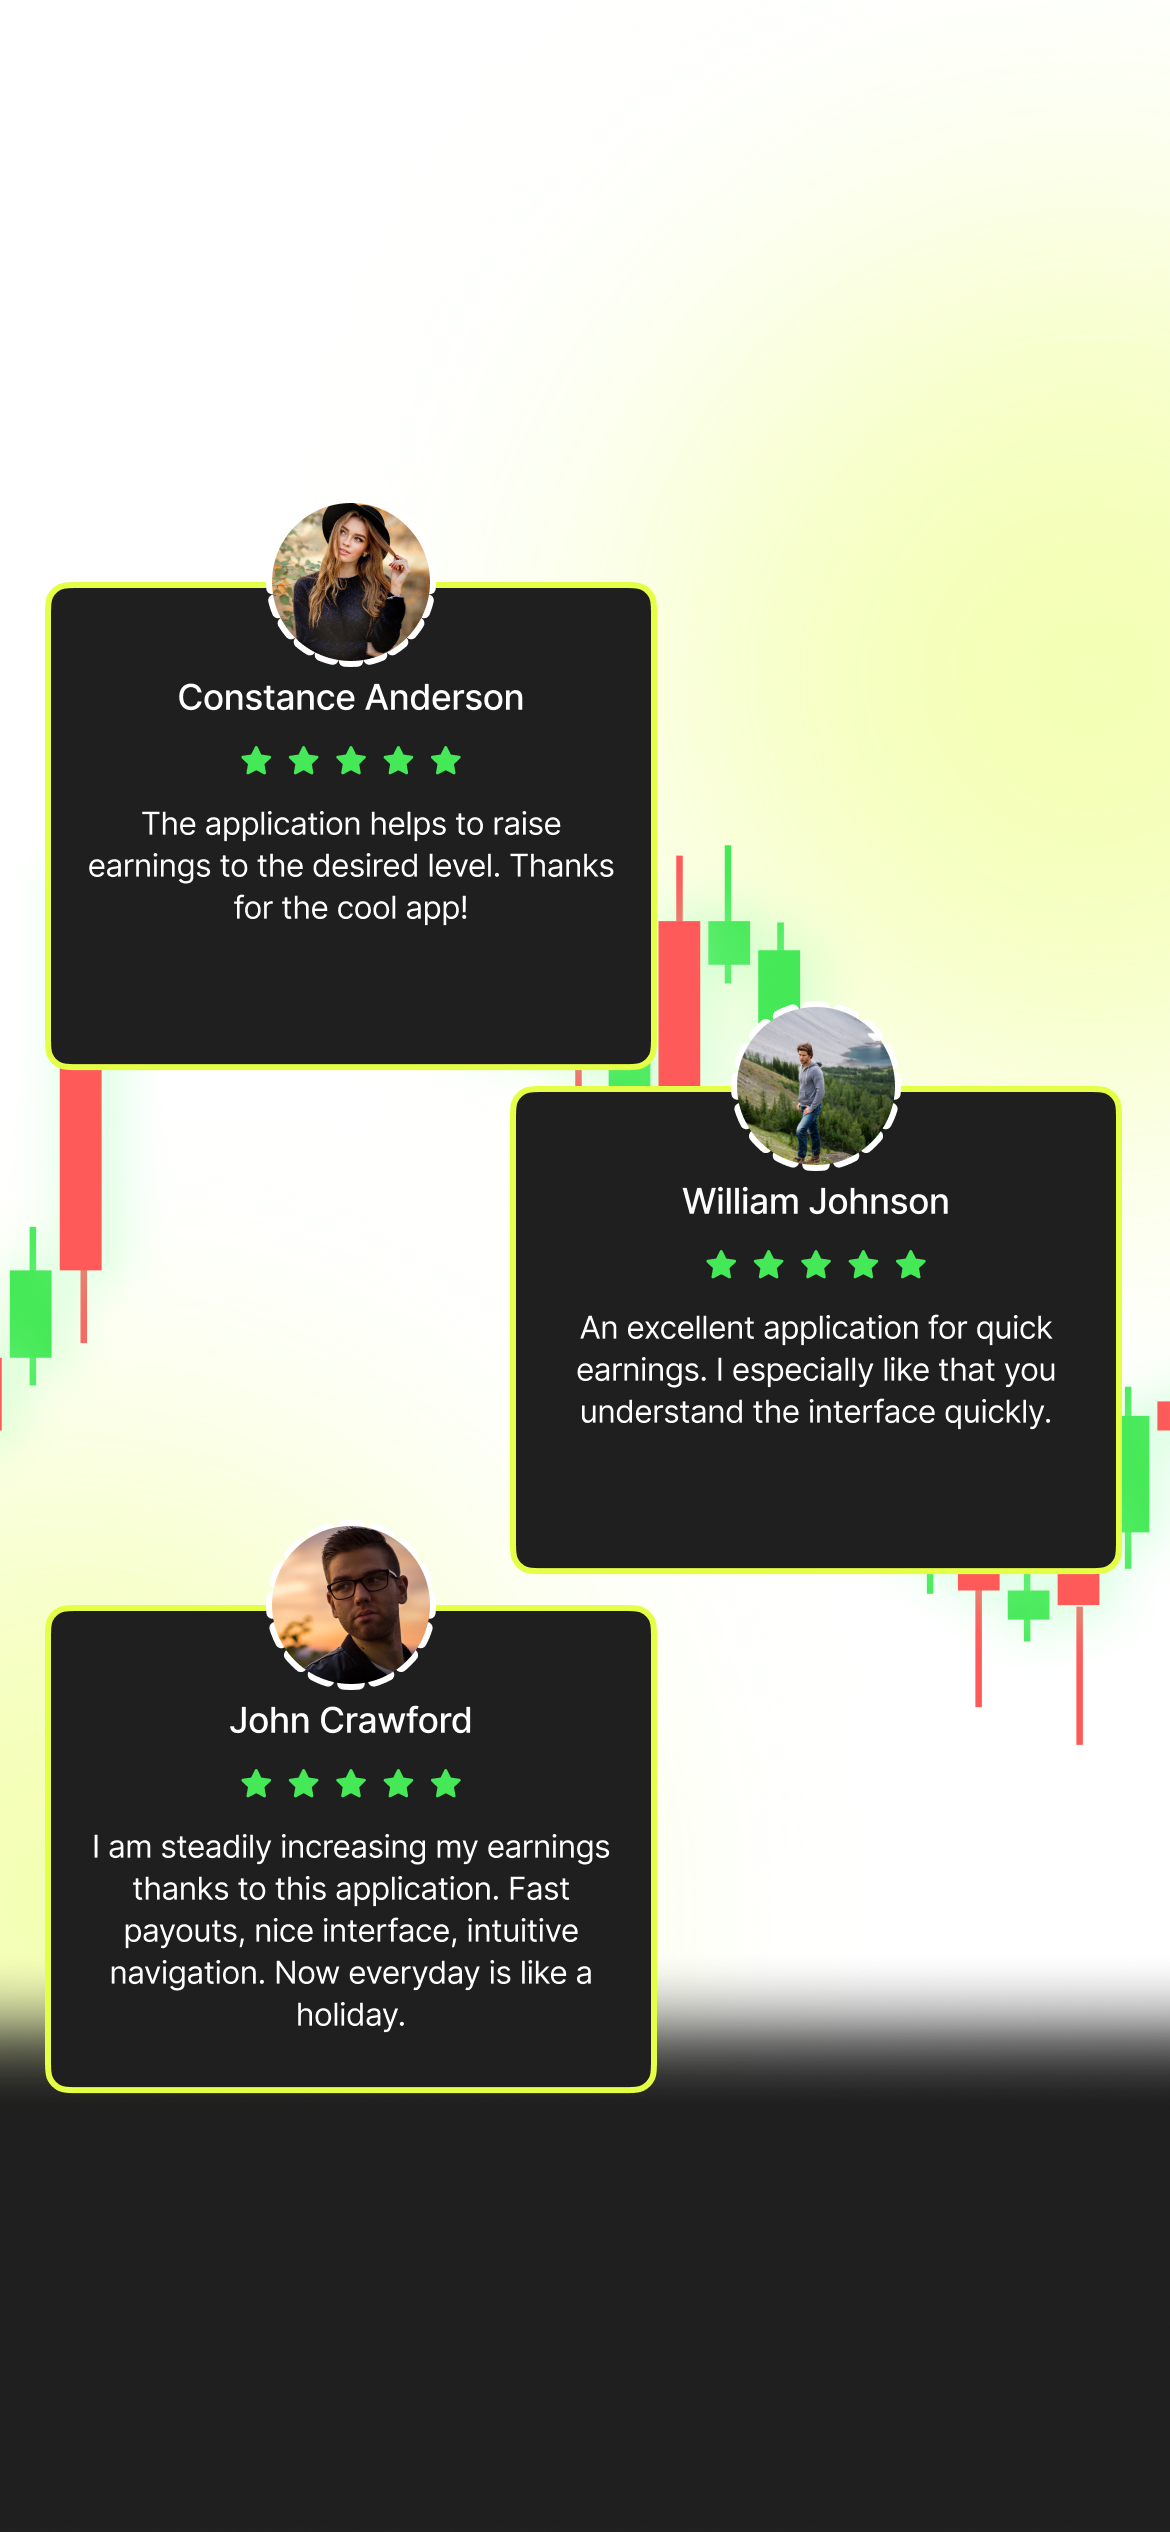 Constance Anderson
The application helps to raise
earnings to the desired level. Thanks
for the cool app!
William Johnson
An excellent application for quick
earnings. I especially like that you
understand the interface quickly.
John Crawford
I am steadily increasing my earnings
thanks to this application. Fast
payouts, nice interface, intuitive
navigation. Now everyday is like a
holiday.